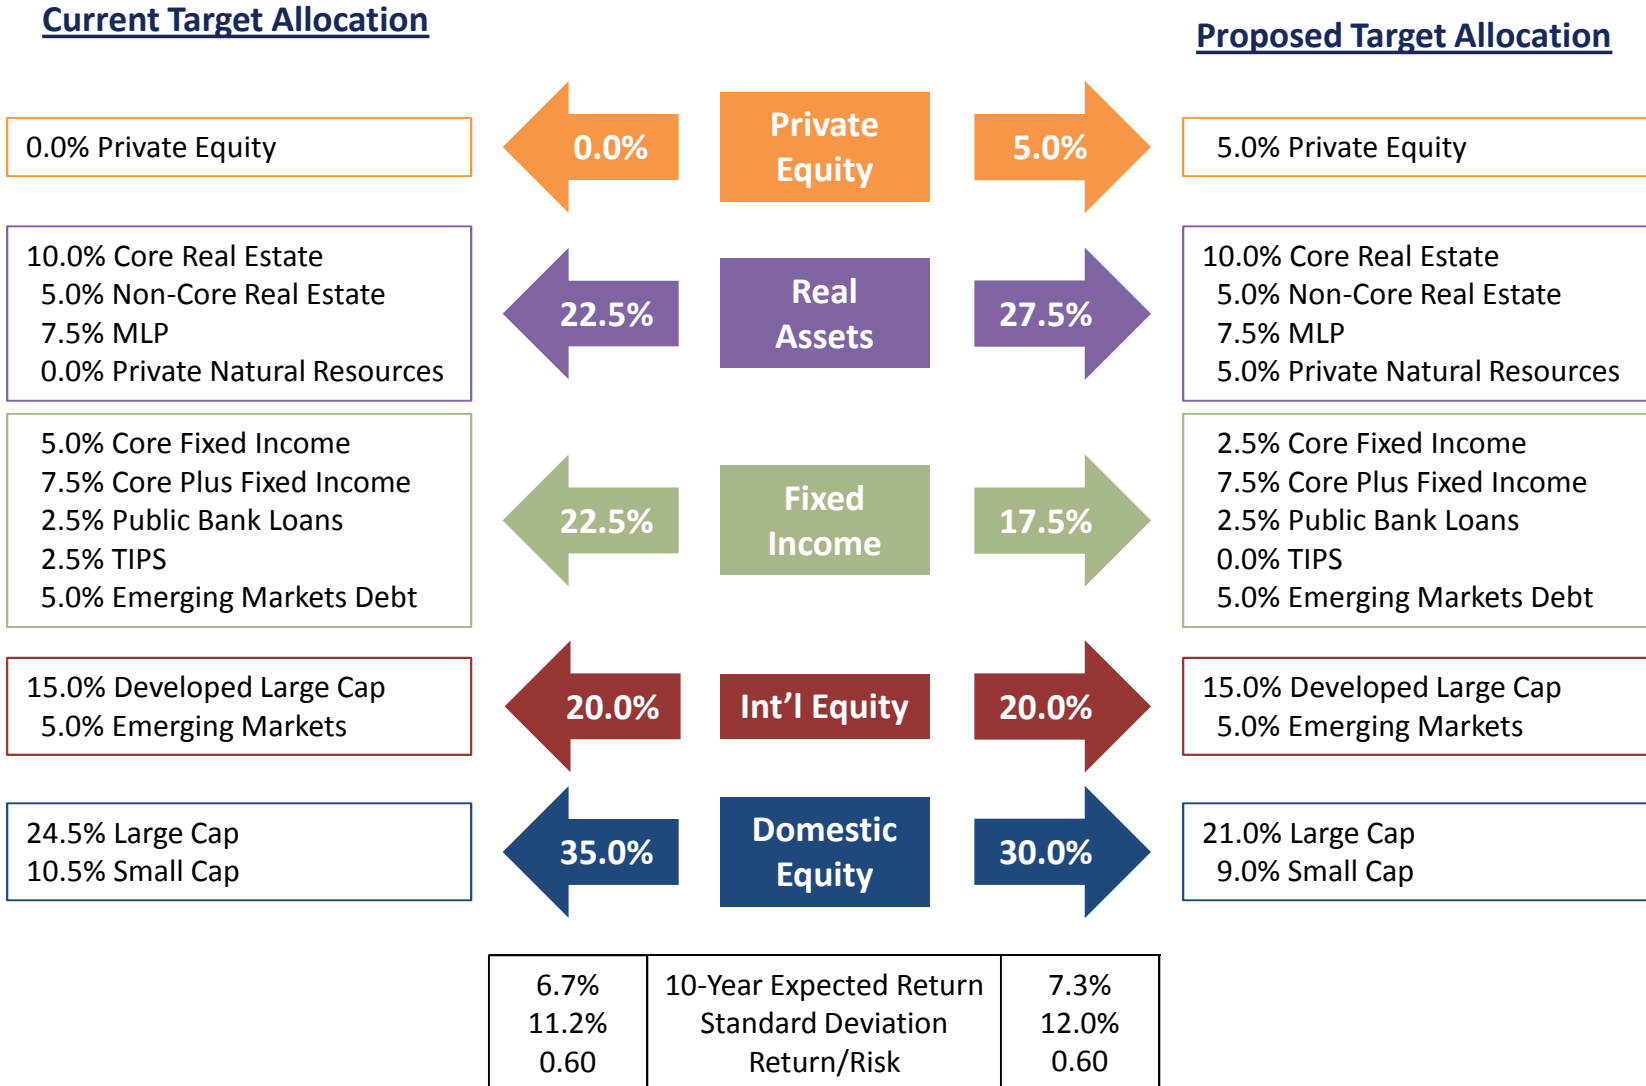 Current Target Allocation
Proposed Target Allocation
0.0% Private Equity
0.0%
Private
Equity
5.0%
5.0% Private Equity
10.0% Core Real Estate
5.0% Non-Core Real Estate
7.5% MLP
0.0% Private Natural Resources
22.5%
Real
Assets
27.5%
10.0% Core Real Estate
5.0% Non-Core Real Estate
7.5% MLP
5.0% Private Natural Resources
5.0% Core Fixed Income
7.5% Core Plus Fixed Income
2.5% Public Bank Loans
2.5% TIPS
5.0% Emerging Markets Debt
22.5%
Fixed
Income
17.5%
2.5% Core Fixed Income
7.5% Core Plus Fixed Income
2.5% Public Bank Loans
0.0% TIPS
5.0% Emerging Markets Debt
15.0% Developed Large Cap
5.0% Emerging Markets
20.0%
Int’l Equity
20.0%
15.0% Developed Large Cap
5.0% Emerging Markets
24.5% Large Cap
10.5% Small Cap
35.0%
Domestic
Equity
30.0%
21.0% Large Cap
9.0% Small Cap
6.7% 10-Year Expected Return 7.3%
11.2% Standard Deviation 12.0%
0.60 Return/Risk 0.60